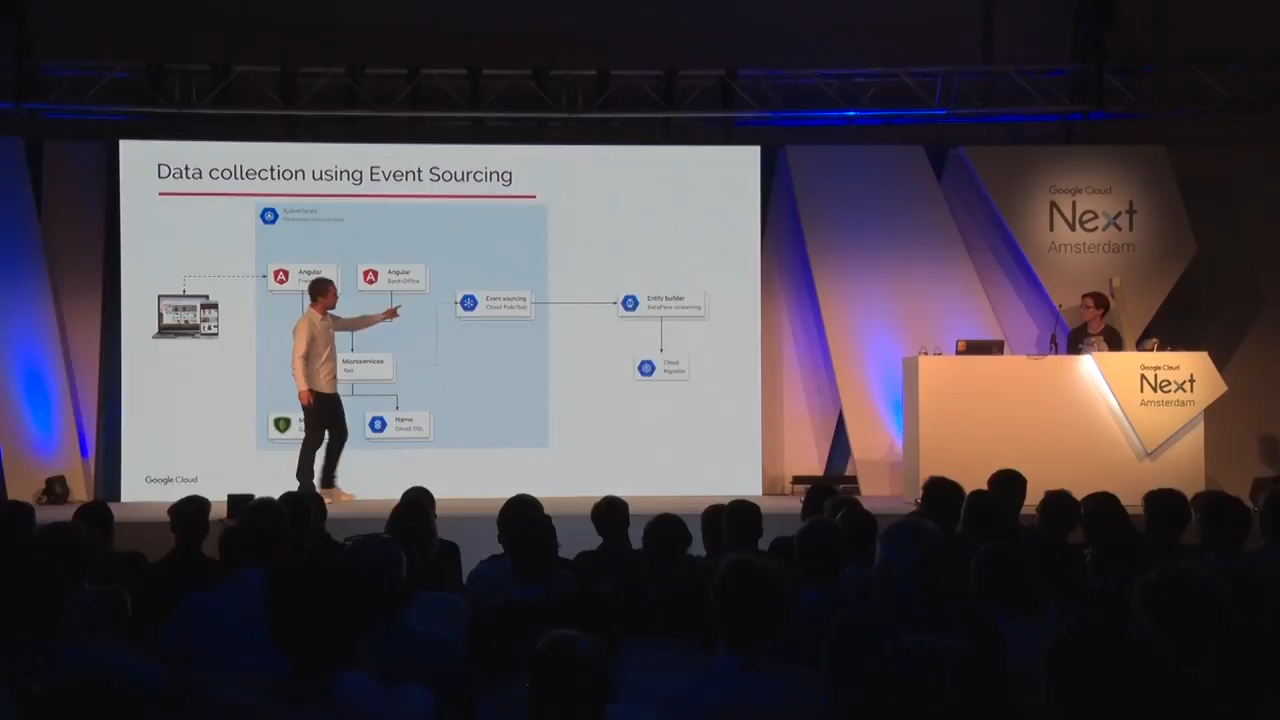 Data collection using Event Sourcing
Kubernetes
Angular
Angular
Back-Office
Event sourcing
Cloud Pub/Sub
Entity builder
DataFlow streaming
Microservices
.Net
Cloud
Bigtable
Name
Cloud SQL
Google Cloud
Google Cloud
Next
Amsterdam
Google Cloud
Next
Amsterdam